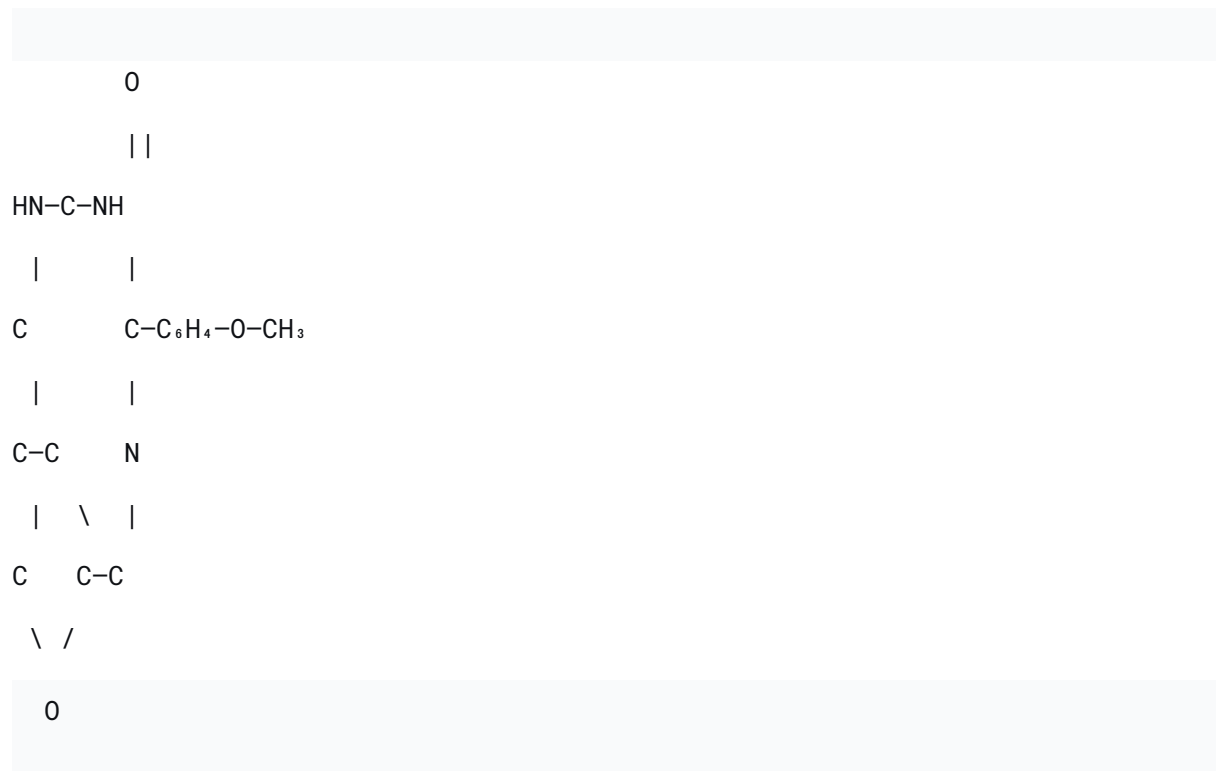 O
||
HN−C−NH
|      |
C      C−C₆H₄−O−CH₃
|      |
C−C    N
|  \  |
C   C−C
\ /
O